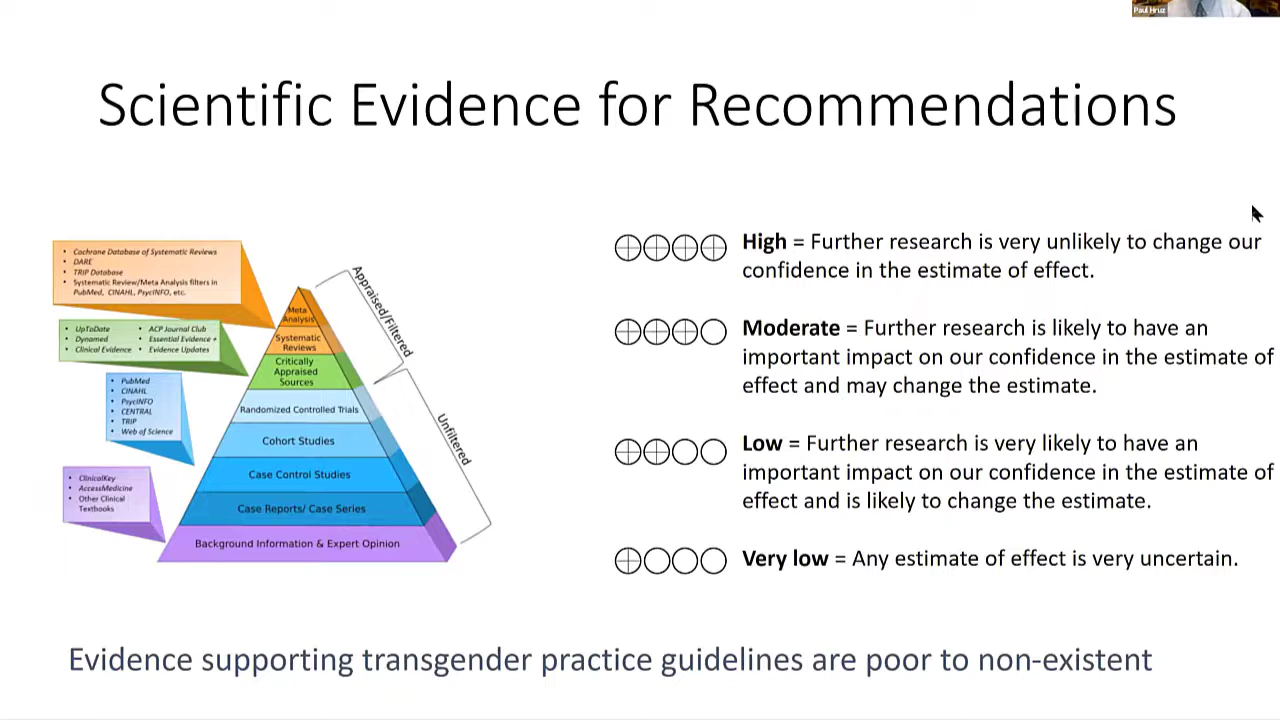 Paul Hruz
Scientific Evidence for Recommendations
• Cochrane Database of Systematic Reviews
• DARE
• TRIP Database
• Systematic Review/Meta Analysis filters in
PubMed, CINAHL, PsycINFO, etc.
• UpToDate
• Dynamed
• Clinical Evidence
• ACP Journal Club
• Essential Evidence +
• Evidence Updates
• PubMed
• CINAHL
• PsycINFO
• CENTRAL
• TRIP
• Web of Science
• ClinicalKey
• AccessMedicine
• Other Clinical
Textbooks
Meta
Analysis
Systematic
Reviews
Critically
Appraised
Sources
Randomized Controlled Trials
Cohort Studies
Case Control Studies
Case Reports/ Case Series
Background Information & Expert Opinion
Appraised/Filtered
Unfiltered
High = Further research is very unlikely to change our
confidence in the estimate of effect.
Moderate = Further research is likely to have an
important impact on our confidence in the estimate of
effect and may change the estimate.
Low = Further research is very likely to have an
important impact on our confidence in the estimate of
effect and is likely to change the estimate.
Very low = Any estimate of effect is very uncertain.
Evidence supporting transgender practice guidelines are poor to non-existent